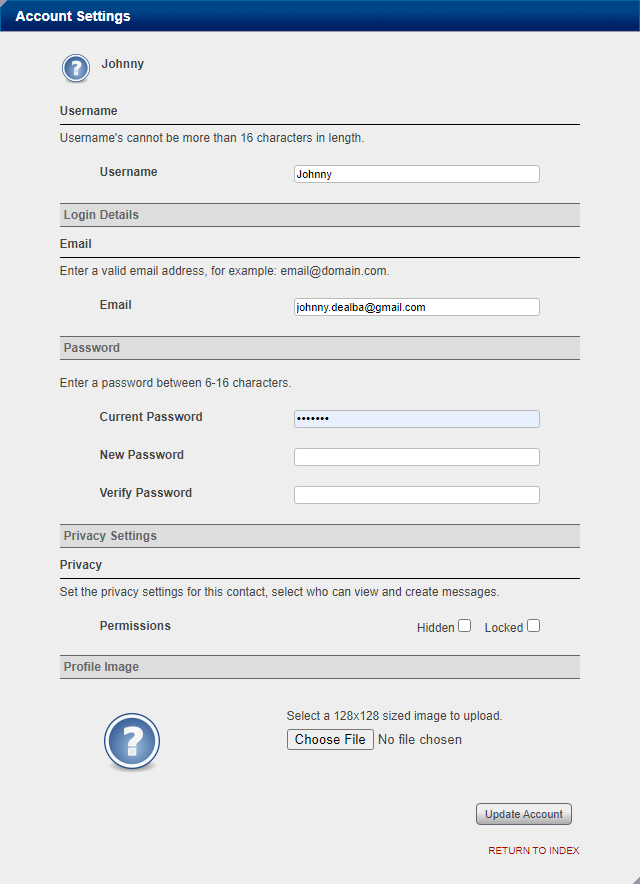 Account Settings
Johnny
Username
Username's cannot be more than 16 characters in length.
Username Johnny
Login Details
Email
Enter a valid email address, for example: email@domain.com.
Email johnny.dealba@gmail.com
Password
Enter a password between 6-16 characters.
Current Password •••••••
New Password
Verify Password
Privacy Settings
Privacy
Set the privacy settings for this contact, select who can view and create messages.
Permissions Hidden Locked
Profile Image
Select a 128x128 sized image to upload.
Choose File No file chosen
Update Account
RETURN TO INDEX